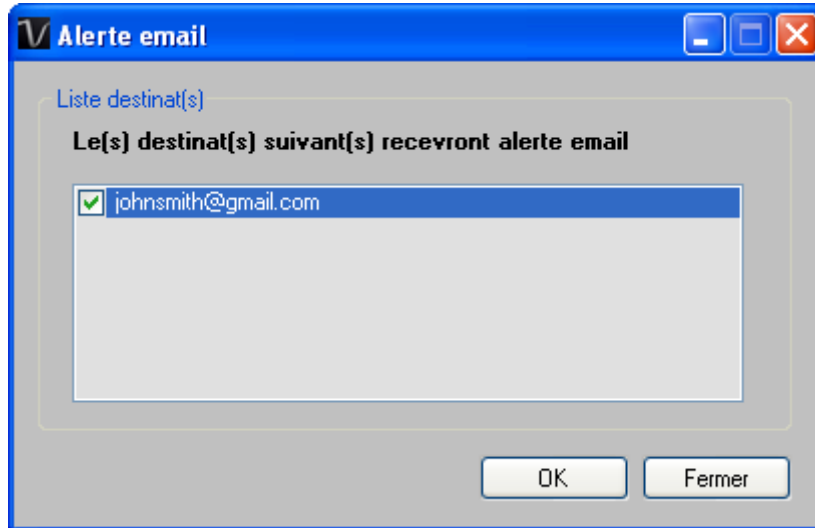 Alerte email
Liste destinat(s)
Le(s) destinat(s) suivant(s) recevront alerte email
johnsmith@gmail.com
OK
Fermer